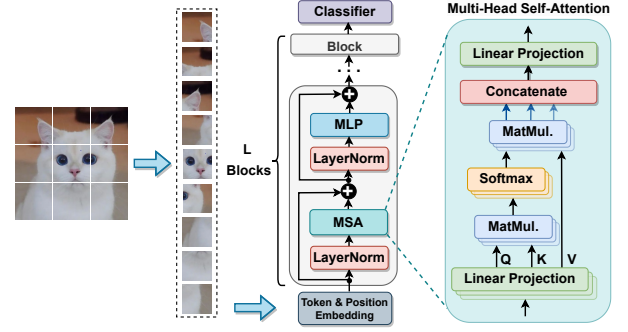 Classifier
Block
...
MLP
LayerNorm
L
Blocks
MSA
LayerNorm
Token & Position
Embedding
Multi-Head Self-Attention
Linear Projection
Concatenate
MatMul.
Softmax
MatMul.
Q K V
Linear Projection